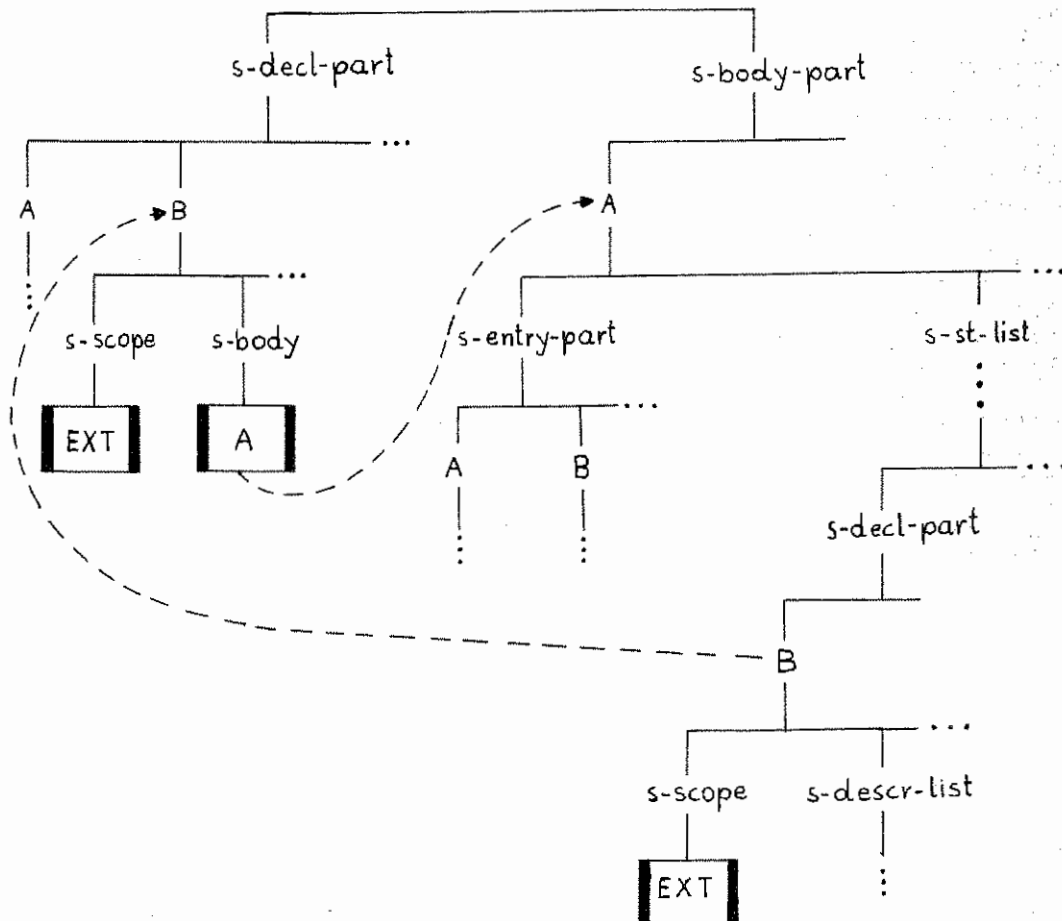 s-decl-part s-body-part
...
A B A
... ...
s-scope s-body s-entry-part s-st-list
...
EXT A
A B
...
s-decl-part
B
...
s-scope s-descr-list
EXT